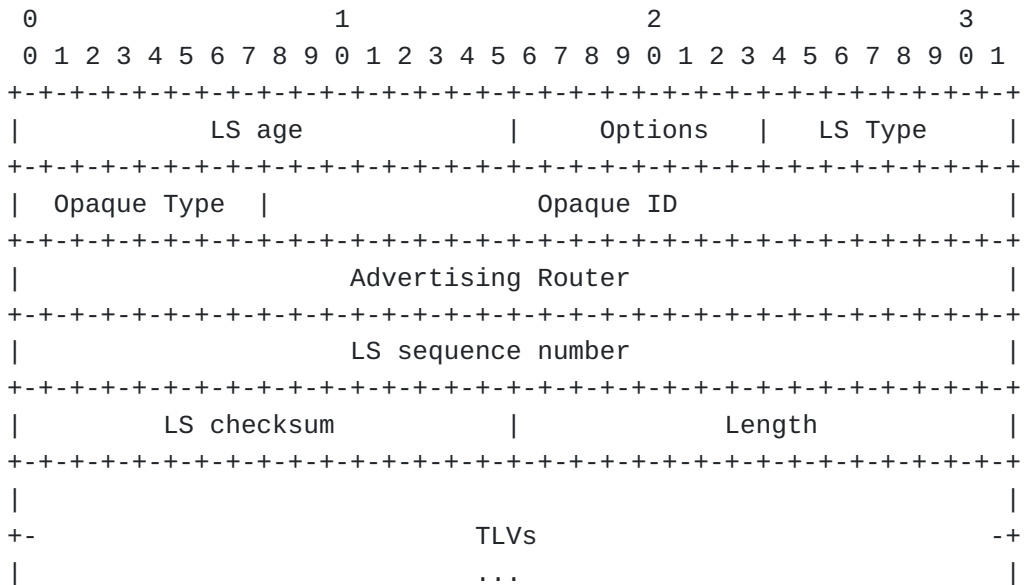 0                   1                   2                   3
 0 1 2 3 4 5 6 7 8 9 0 1 2 3 4 5 6 7 8 9 0 1 2 3 4 5 6 7 8 9 0 1
+-+-+-+-+-+-+-+-+-+-+-+-+-+-+-+-+-+-+-+-+-+-+-+-+-+-+-+-+-+-+-+-+
|            LS age             |     Options   |   LS Type     |
+-+-+-+-+-+-+-+-+-+-+-+-+-+-+-+-+-+-+-+-+-+-+-+-+-+-+-+-+-+-+-+-+
|  Opaque Type  |                 Opaque ID                     |
+-+-+-+-+-+-+-+-+-+-+-+-+-+-+-+-+-+-+-+-+-+-+-+-+-+-+-+-+-+-+-+-+
|                     Advertising Router                        |
+-+-+-+-+-+-+-+-+-+-+-+-+-+-+-+-+-+-+-+-+-+-+-+-+-+-+-+-+-+-+-+-+
|                     LS sequence number                        |
+-+-+-+-+-+-+-+-+-+-+-+-+-+-+-+-+-+-+-+-+-+-+-+-+-+-+-+-+-+-+-+-+
|         LS checksum           |             Length            |
+-+-+-+-+-+-+-+-+-+-+-+-+-+-+-+-+-+-+-+-+-+-+-+-+-+-+-+-+-+-+-+-+
|                                                               |
+-                            TLVs                             -+
|                             ...                               |